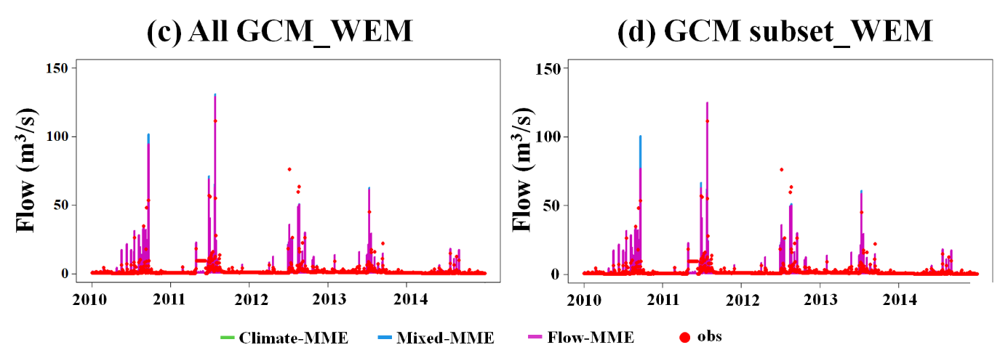 (c) All GCM_WEM
(d) GCM subset_WEM
Flow (m³/s)
150
100
50
0
2010 2011 2012 2013 2014
Flow (m³/s)
150
100
50
0
2010 2011 2012 2013 2014
Climate-MME Mixed-MME Flow-MME obs